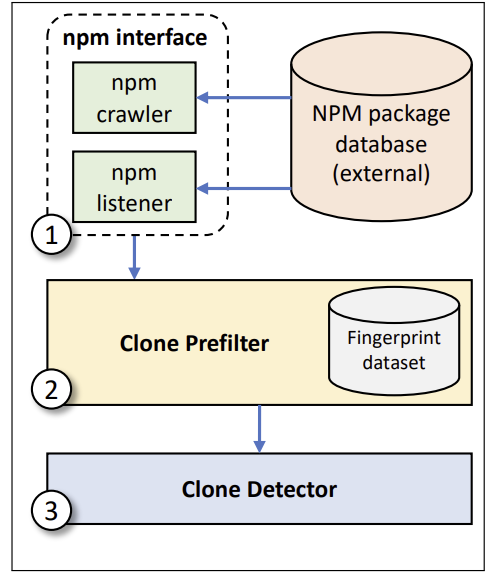 npm interface
npm
crawler
NPM package
database
(external)
npm
listener
1
Clone Prefilter
Fingerprint
dataset
2
Clone Detector
3